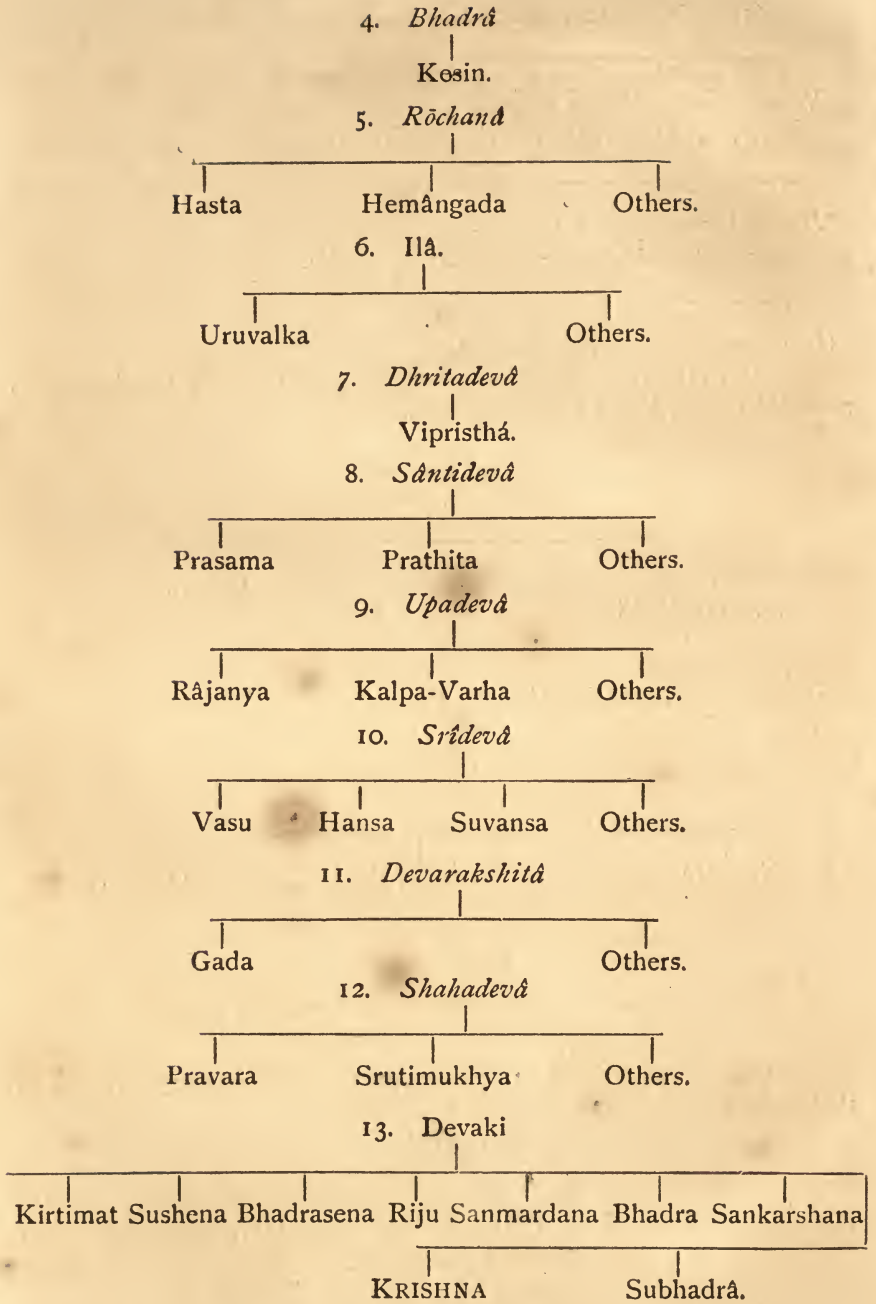 4. Bhadrâ
Kosin.
5. Rōchanâ
Hasta Hemângada Others.
6. Ilâ.
Uruvalka Others.
7. Dhritadevâ
Vipristhá.
8. Sântidevâ
Prasama Prathita Others.
9. Upadevâ
Râjanya Kalpa-Varha Others.
10. Srîdevâ
Vasu Hansa Suvansa Others.
11. Devarakshitâ
Gada Others.
12. Shahadevâ
Pravara Srutimukhya Others.
13. Devaki
Kirtimat Sushena Bhadrasena Riju Sanmardana Bhadra Sankarshana
KRISHNA Subhadrâ.